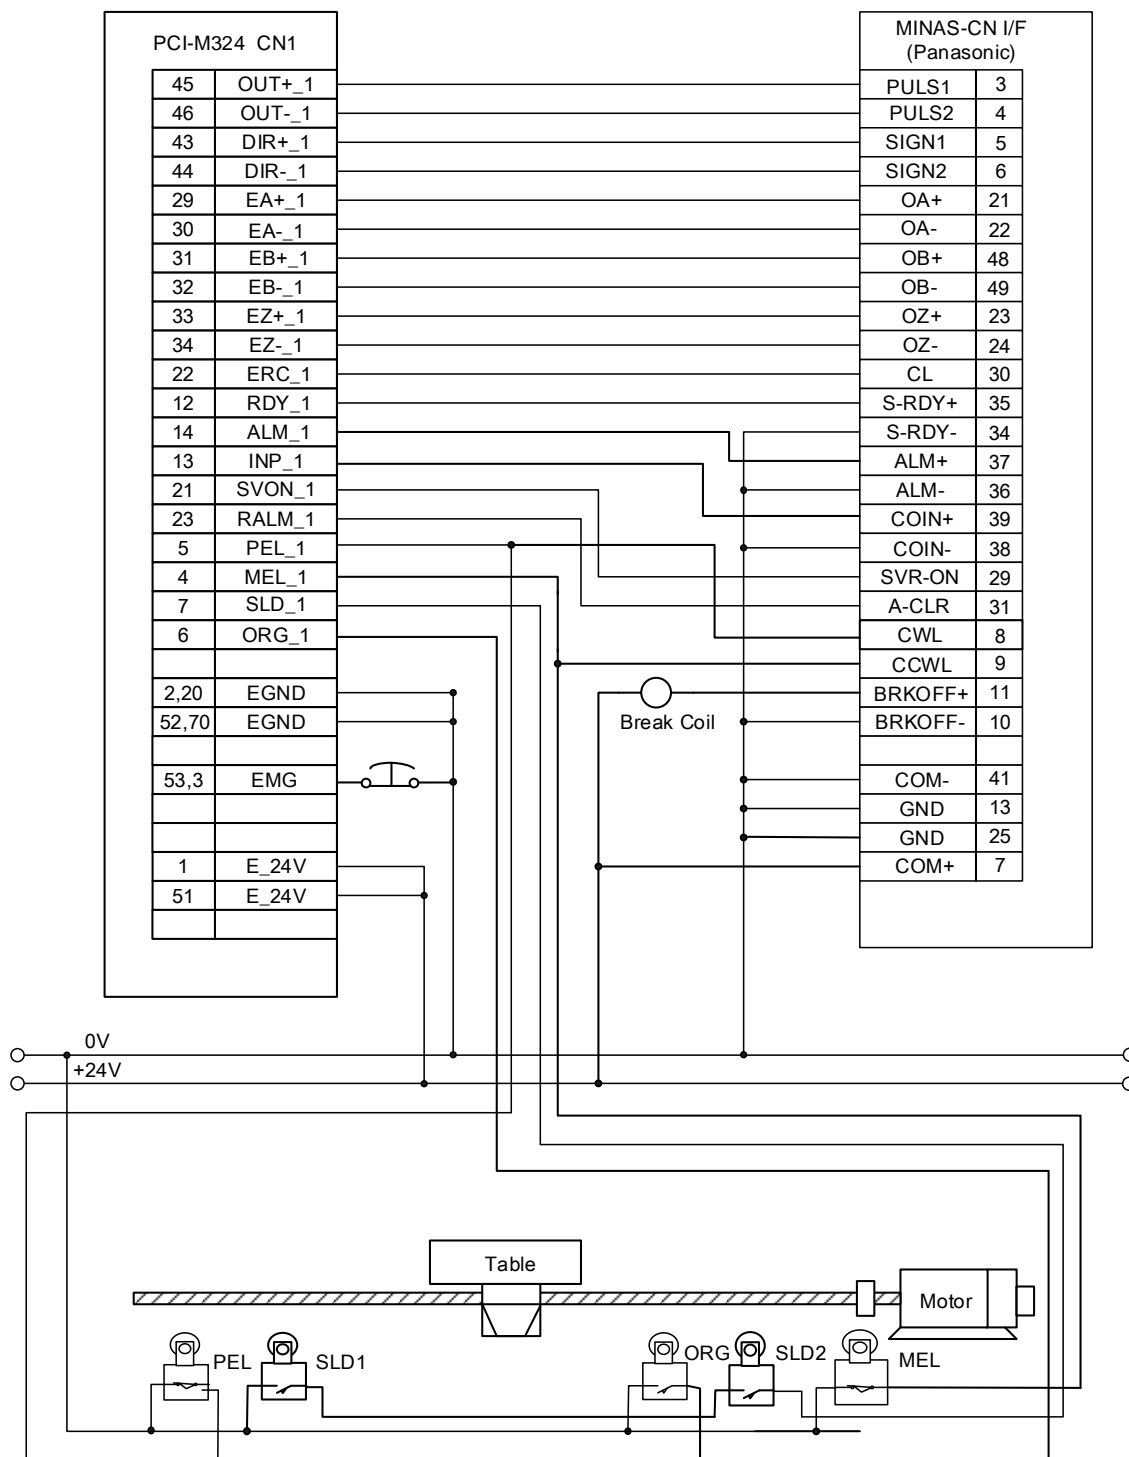 PCI-M324 CN1
45 OUT+_1
46 OUT-_1
43 DIR+_1
44 DIR-_1
29 EA+_1
30 EA-_1
31 EB+_1
32 EB-_1
33 EZ+_1
34 EZ-_1
22 ERC_1
12 RDY_1
14 ALM_1
13 INP_1
21 SVON_1
23 RALM_1
5 PEL_1
4 MEL_1
7 SLD_1
6 ORG_1
2,20 EGND
52,70 EGND
53,3 EMG
1 E_24V
51 E_24V
MINAS-CN I/F
(Panasonic)
PULS1 3
PULS2 4
SIGN1 5
SIGN2 6
OA+ 21
OA- 22
OB+ 48
OB- 49
OZ+ 23
OZ- 24
CL 30
S-RDY+ 35
S-RDY- 34
ALM+ 37
ALM- 36
COIN+ 39
COIN- 38
SVR-ON 29
A-CLR 31
CWL 8
CCWL 9
BRKOFF+ 11
BRKOFF- 10
COM- 41
GND 13
GND 25
COM+ 7
Break Coil
0V
+24V
Table
Motor
PEL
SLD1
ORG
SLD2
MEL